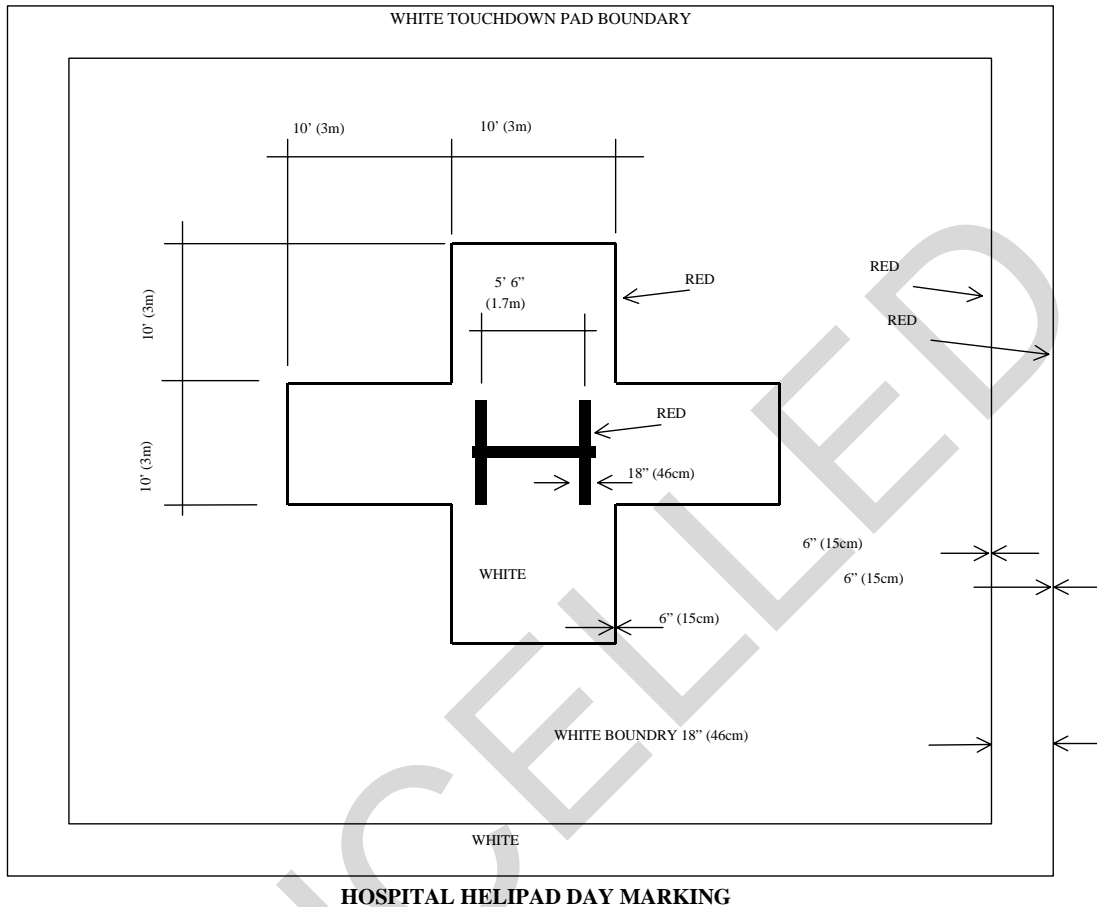 WHITE TOUCHDOWN PAD BOUNDARY
10’ (3m)
10’ (3m)
RED
RED
5’ 6”
(1.7m)
RED
10’ (3m)
RED
10’ (3m)
18” (46cm)
6” (15cm)
WHITE
6” (15cm)
6” (15cm)
WHITE BOUNDRY 18” (46cm)
WHITE
HOSPITAL HELIPAD DAY MARKING
NCELLED